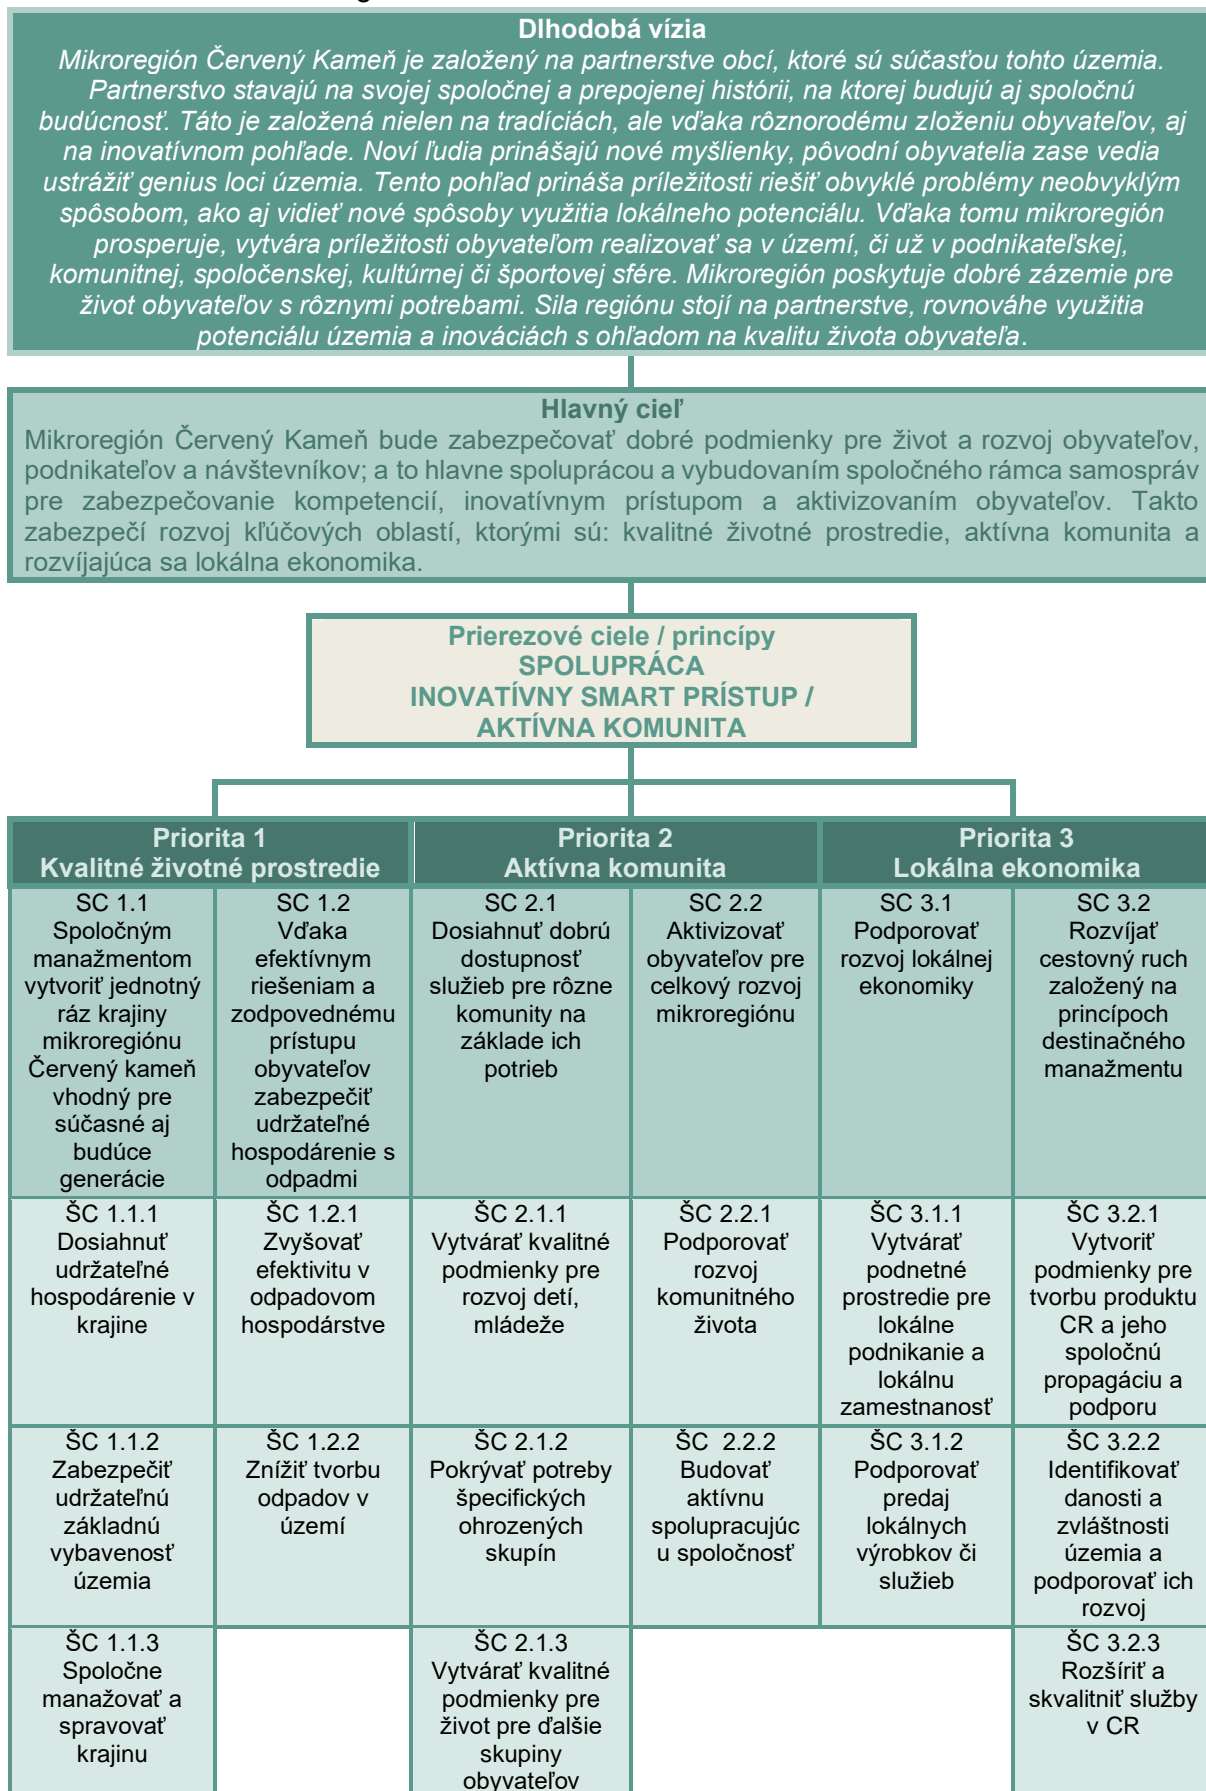 Dlhodobá vízia
Mikroregión Červený Kameň je založený na partnerstve obcí, ktoré sú súčasťou tohto územia.
Partnerstvo stavajú na svojej spoločnej a prepojenej histórii, na ktorej budujú aj spoločnú
budúcnosť. Táto je založená nielen na tradíciách, ale vďaka rôznorodému zloženiu obyvateľov, aj
na inovatívnom pohľade. Noví ľudia prinášajú nové myšlienky, pôvodní obyvatelia zase vedia
ustrážiť genius loci územia. Tento pohľad prináša príležitosti riešiť obvyklé problémy neobvyklým
spôsobom, ako aj vidieť nové spôsoby využitia lokálneho potenciálu. Vďaka tomu mikroregión
prosperuje, vytvára príležitosti obyvateľom realizovať sa v území, či už v podnikateľskej,
komunitnej, spoločenskej, kultúrnej či športovej sfére. Mikroregión poskytuje dobré zázemie pre
život obyvateľov s rôznymi potrebami. Sila regiónu stojí na partnerstve, rovnováhe využitia
potenciálu územia a inováciách s ohľadom na kvalitu života obyvateľa.
Hlavný cieľ
Mikroregión Červený Kameň bude zabezpečovať dobré podmienky pre život a rozvoj obyvateľov,
podnikateľov a návštevníkov; a to hlavne spoluprácou a vybudovaním spoločného rámca samospráv
pre zabezpečovanie kompetencií, inovatívnym prístupom a aktivizovaním obyvateľov. Takto
zabezpečí rozvoj kľúčových oblastí, ktorými sú: kvalitné životné prostredie, aktívna komunita a
rozvíjajúca sa lokálna ekonomika.
Prierezové ciele / princípy
SPOLUPRÁCA
INOVATÍVNY SMART PRÍSTUP /
AKTÍVNA KOMUNITA
Priorita 1
Kvalitné životné prostredie
Priorita 2
Aktívna komunita
Priorita 3
Lokálna ekonomika
SC 1.1
Spoločným
manažmentom
vytvoriť jednotný
ráz krajiny
mikroregiónu
Červený kameň
vhodný pre
súčasné aj
budúce
generácie
SC 1.2
Vďaka
efektívnym
riešeniam a
zodpovednému
prístupu
obyvateľov
zabezpečiť
udržateľné
hospodárenie s
odpadmi
SC 2.1
Dosiahnuť dobrú
dostupnosť
služieb pre rôzne
komunity na
základe ich
potrieb
SC 2.2
Aktivizovať
obyvateľov pre
celkový rozvoj
mikroregiónu
SC 3.1
Podporovať
rozvoj lokálnej
ekonomiky
SC 3.2
Rozvíjať
cestovný ruch
založený na
princípoch
destinačného
manažmentu
ŠC 1.1.1
Dosiahnuť
udržateľné
hospodárenie v
krajine
ŠC 1.2.1
Zvyšovať
efektivitu v
odpadovom
hospodárstve
ŠC 2.1.1
Vytvárať kvalitné
podmienky pre
rozvoj detí,
mládeže
ŠC 2.2.1
Podporovať
rozvoj
komunitného
života
ŠC 3.1.1
Vytvárať
podnetné
prostredie pre
lokálne
podnikanie a
lokálnu
zamestnanosť
ŠC 3.2.1
Vytvoriť
podmienky pre
tvorbu produktu
CR a jeho
spoločnú
propagáciu a
podporu
ŠC 1.1.2
Zabezpečiť
udržateľnú
základnú
vybavenosť
územia
ŠC 1.2.2
Znížiť tvorbu
odpadov v
území
ŠC 2.1.2
Pokrývať potreby
špecifických
ohrozených
skupín
ŠC 2.2.2
Budovať
aktívnu
spolupracujúc
u spoločnosť
ŠC 3.1.2
Podporovať
predaj
lokálnych
výrobkov či
služieb
ŠC 3.2.2
Identifikovať
danosti a
zvláštnosti
územia a
podporovať ich
rozvoj
ŠC 1.1.3
Spoločne
manažovať a
spravovať
krajinu
ŠC 2.1.3
Vytvárať kvalitné
podmienky pre
život pre ďalšie
skupiny
obyvateľov
ŠC 3.2.3
Rozšíriť a
skvalitniť služby
v CR